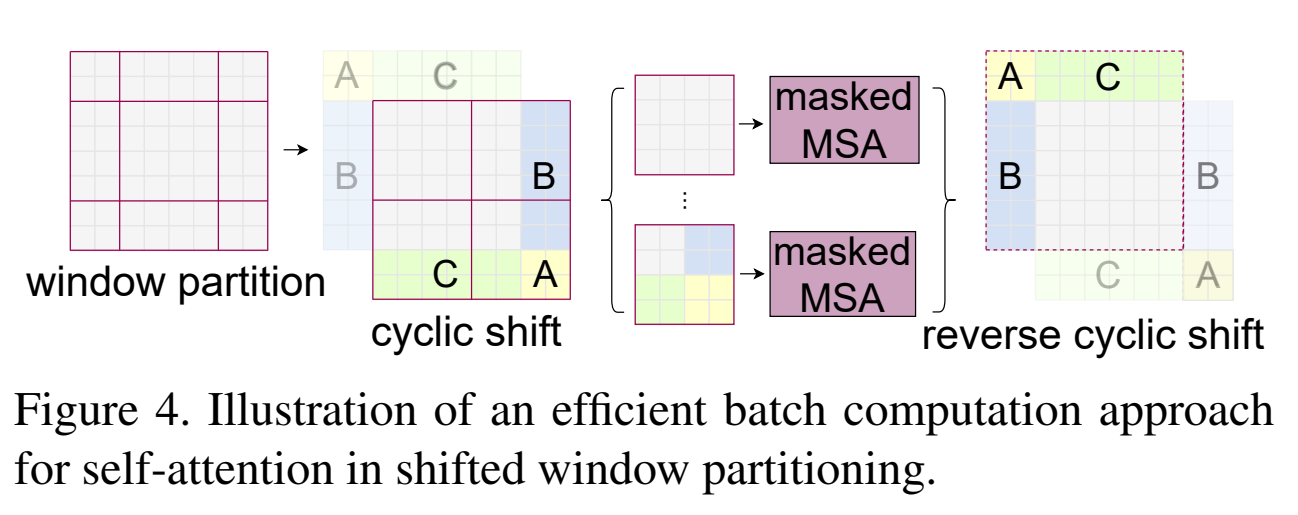 A C
A C
masked
MSA
B B
B B
⋮
masked
MSA
C A
C A
window partition
cyclic shift
reverse cyclic shift
Figure 4. Illustration of an efficient batch computation approach
for self-attention in shifted window partitioning.